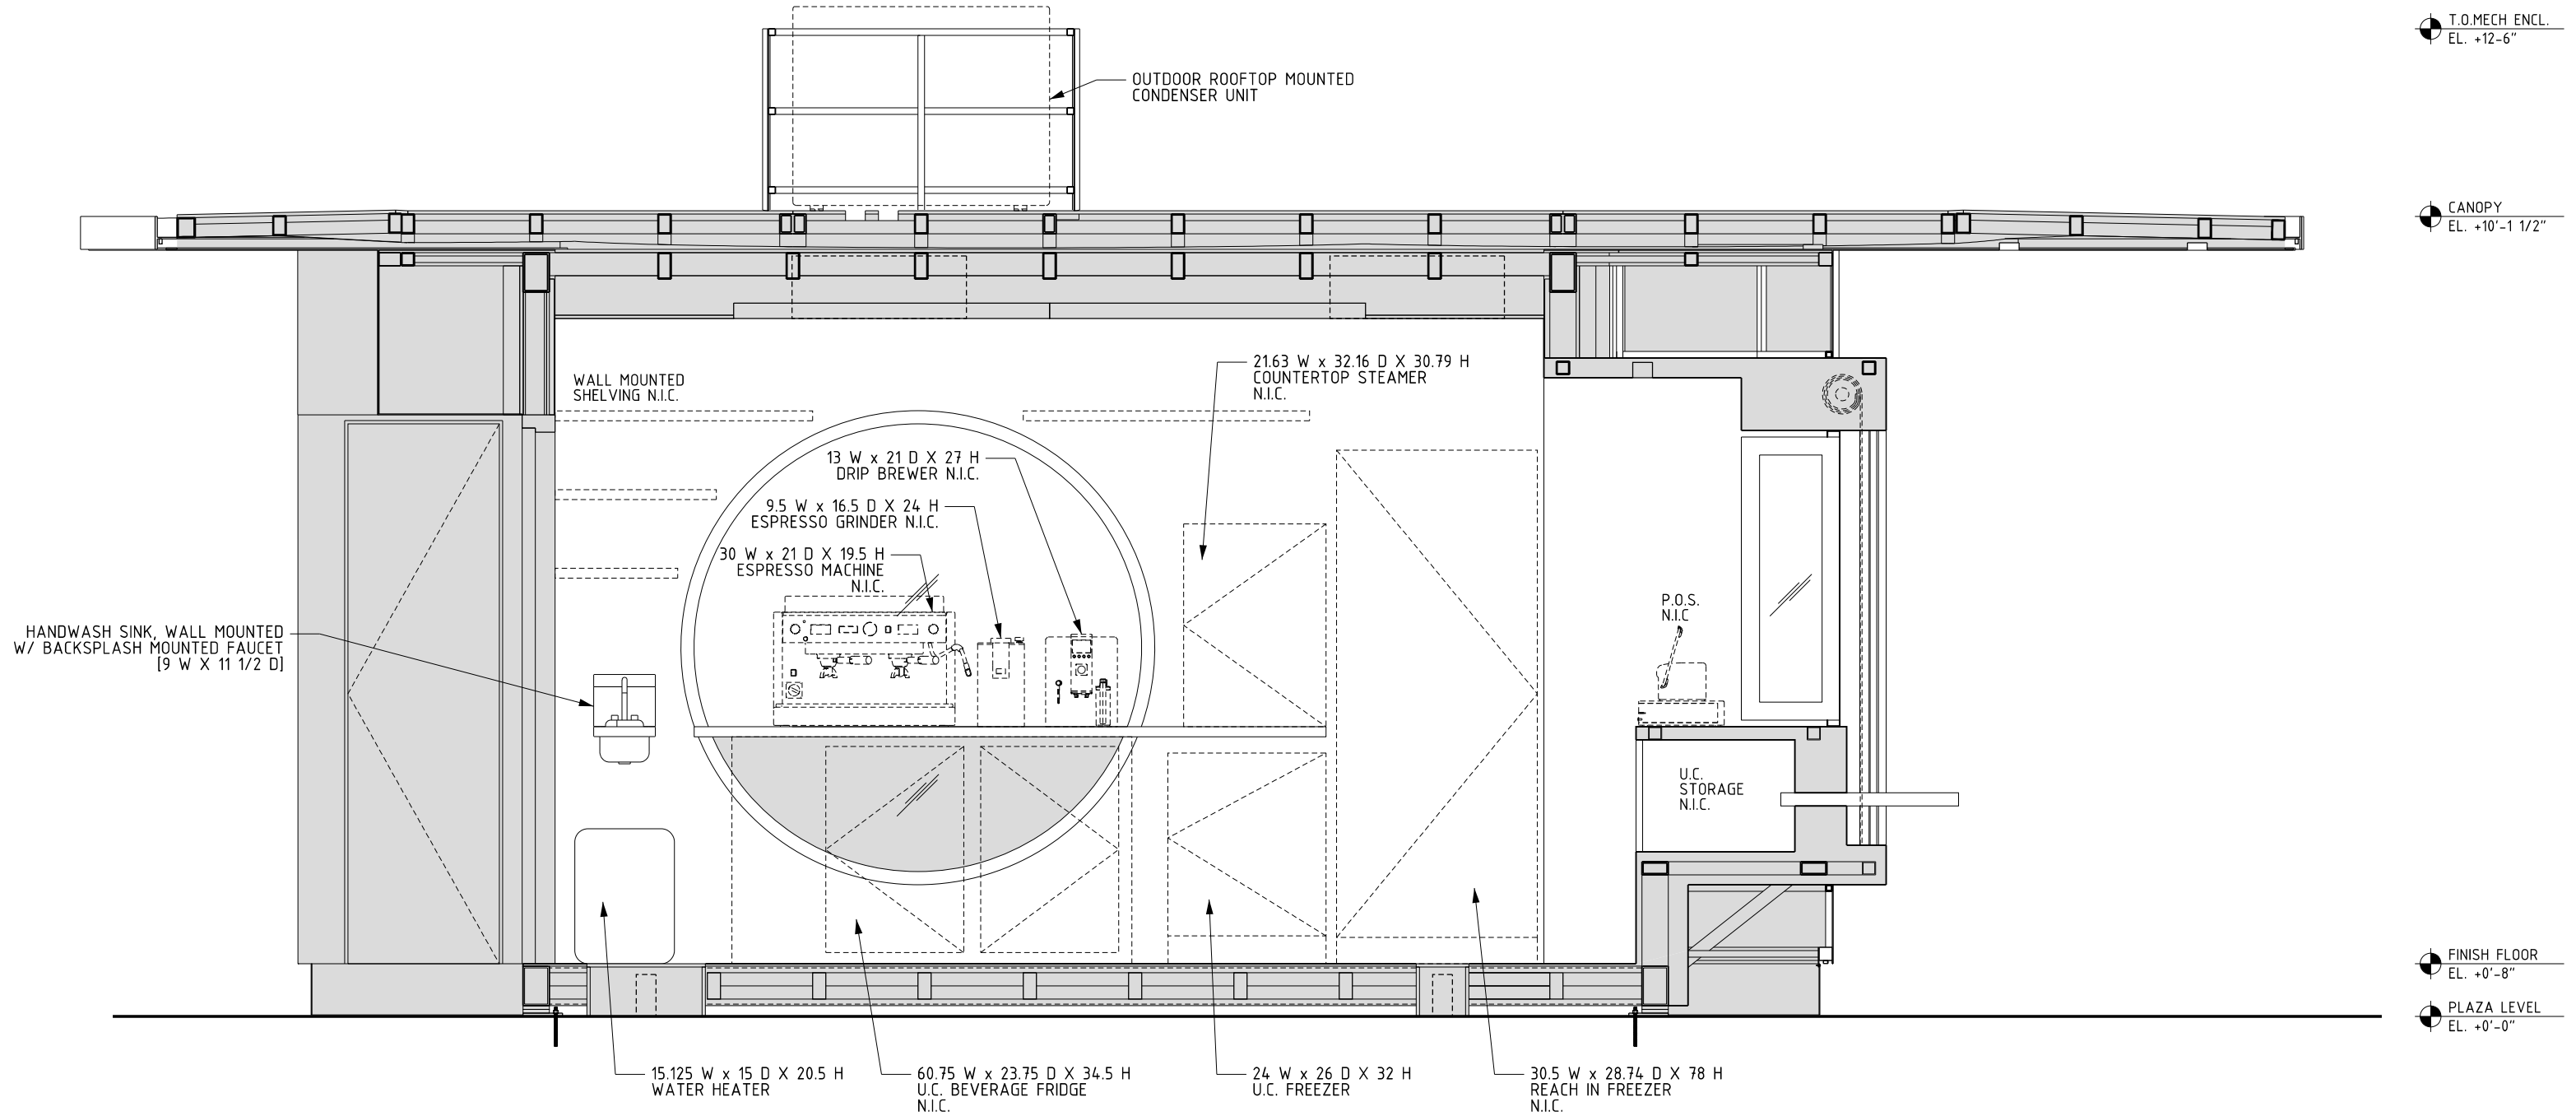 T.O.MECH ENCL.
EL. +12-6"
OUTDOOR ROOFTOP MOUNTED
CONDENSER UNIT
CANOPY
EL. +10'-1 1/2"
WALL MOUNTED
SHELVING N.I.C.
21.63 W x 32.16 D X 30.79 H
COUNTERTOP STEAMER
N.I.C.
13 W x 21 D X 27 H
DRIP BREWER N.I.C.
9.5 W x 16.5 D X 24 H
ESPRESSO GRINDER N.I.C.
30 W x 21 D X 19.5 H
ESPRESSO MACHINE
N.I.C.
P.O.S.
N.I.C
HANDWASH SINK, WALL MOUNTED
W/ BACKSPLASH MOUNTED FAUCET
[9 W X 11 1/2 D]
U.C.
STORAGE
N.I.C.
FINISH FLOOR
EL. +0'-8"
PLAZA LEVEL
EL. +0'-0"
15.125 W x 15 D X 20.5 H
WATER HEATER
60.75 W x 23.75 D X 34.5 H
U.C. BEVERAGE FRIDGE
N.I.C.
24 W x 26 D X 32 H
U.C. FREEZER
30.5 W x 28.74 D X 78 H
REACH IN FREEZER
N.I.C.